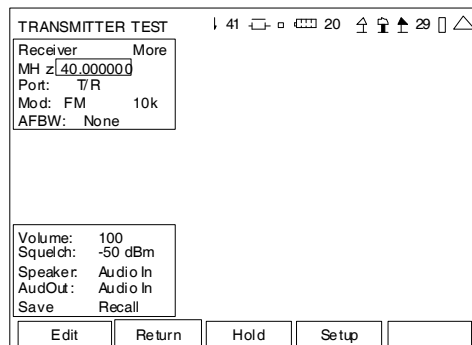 TRANSMITTER TEST 41 20 29
Receiver More
MHz 40.000000
Port: T/R
Mod: FM 10k
AFBW: None
Volume: 100
Squelch: -50 dBm
Speaker: Audio In
AudOut: Audio In
Save Recall
Edit Return Hold Setup